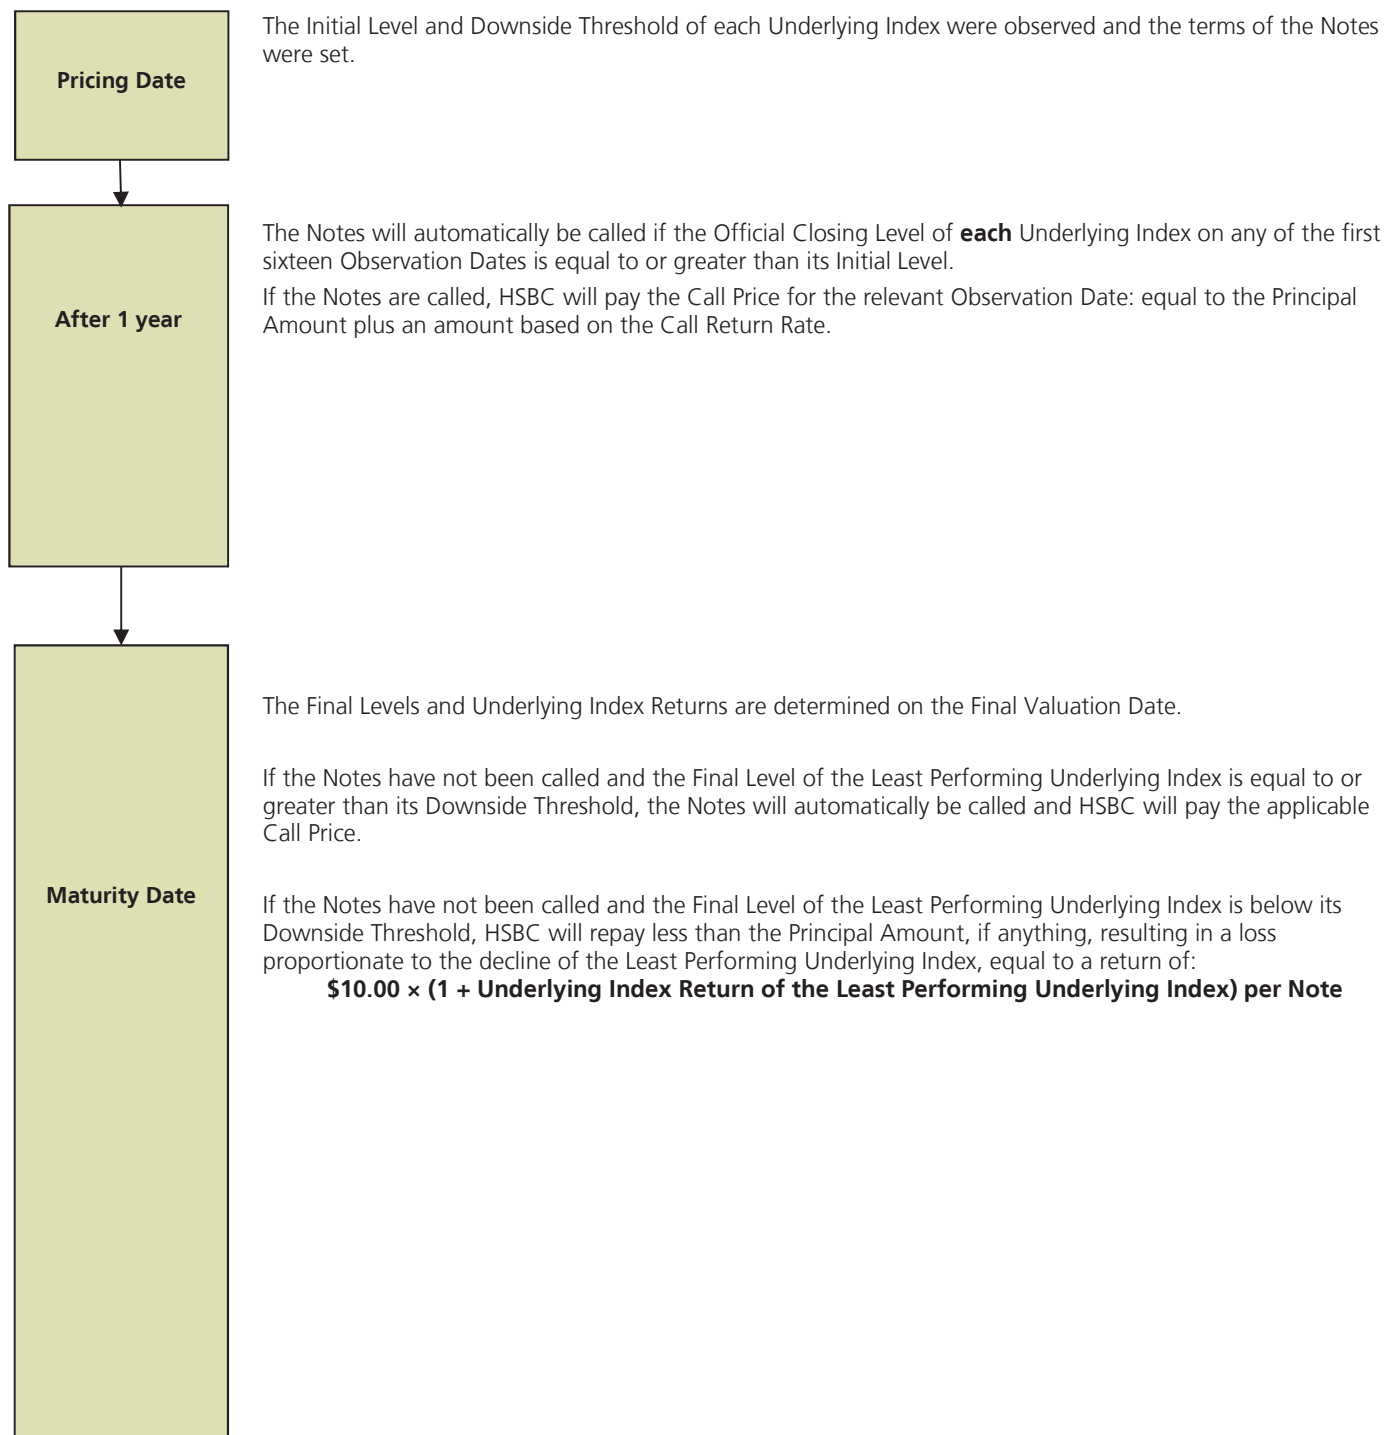 The Initial Level and Downside Threshold of each Underlying Index were observed and the terms of the Notes
were set.
Pricing Date
The Notes will automatically be called if the Official Closing Level of each Underlying Index on any of the first
sixteen Observation Dates is equal to or greater than its Initial Level.
If the Notes are called, HSBC will pay the Call Price for the relevant Observation Date: equal to the Principal
Amount plus an amount based on the Call Return Rate.
After 1 year
The Final Levels and Underlying Index Returns are determined on the Final Valuation Date.
If the Notes have not been called and the Final Level of the Least Performing Underlying Index is equal to or
greater than its Downside Threshold, the Notes will automatically be called and HSBC will pay the applicable
Call Price.
Maturity Date
If the Notes have not been called and the Final Level of the Least Performing Underlying Index is below its
Downside Threshold, HSBC will repay less than the Principal Amount, if anything, resulting in a loss
proportionate to the decline of the Least Performing Underlying Index, equal to a return of:
$10.00 × (1 + Underlying Index Return of the Least Performing Underlying Index) per Note